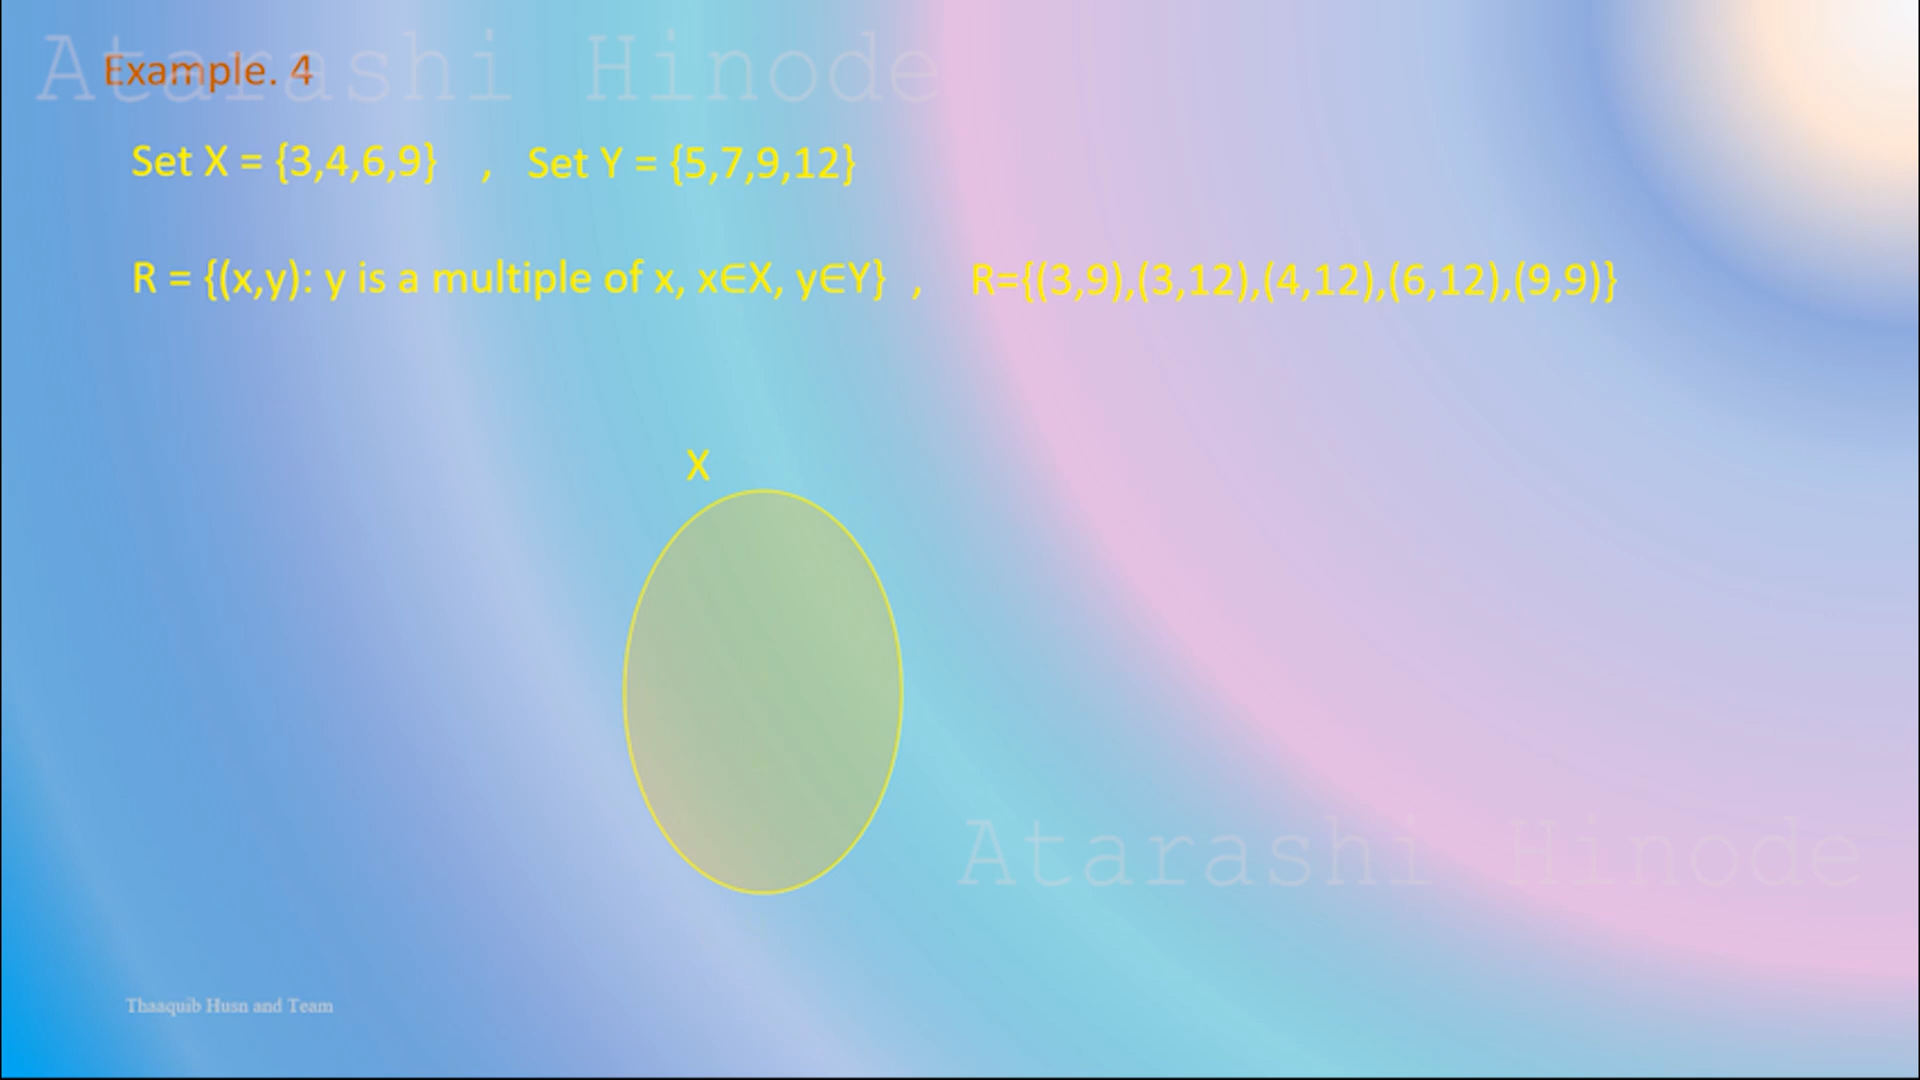 Atarashi Hinode
Example. 4
Set X = {3,4,6,9} , Set Y = {5,7,9,12}
R = {(x,y): y is a multiple of x, x∈X, y∈Y} , R={(3,9),(3,12),(4,12),(6,12),(9,9)}
X
Atarashi Hinode
Thaaquib Husn and Team